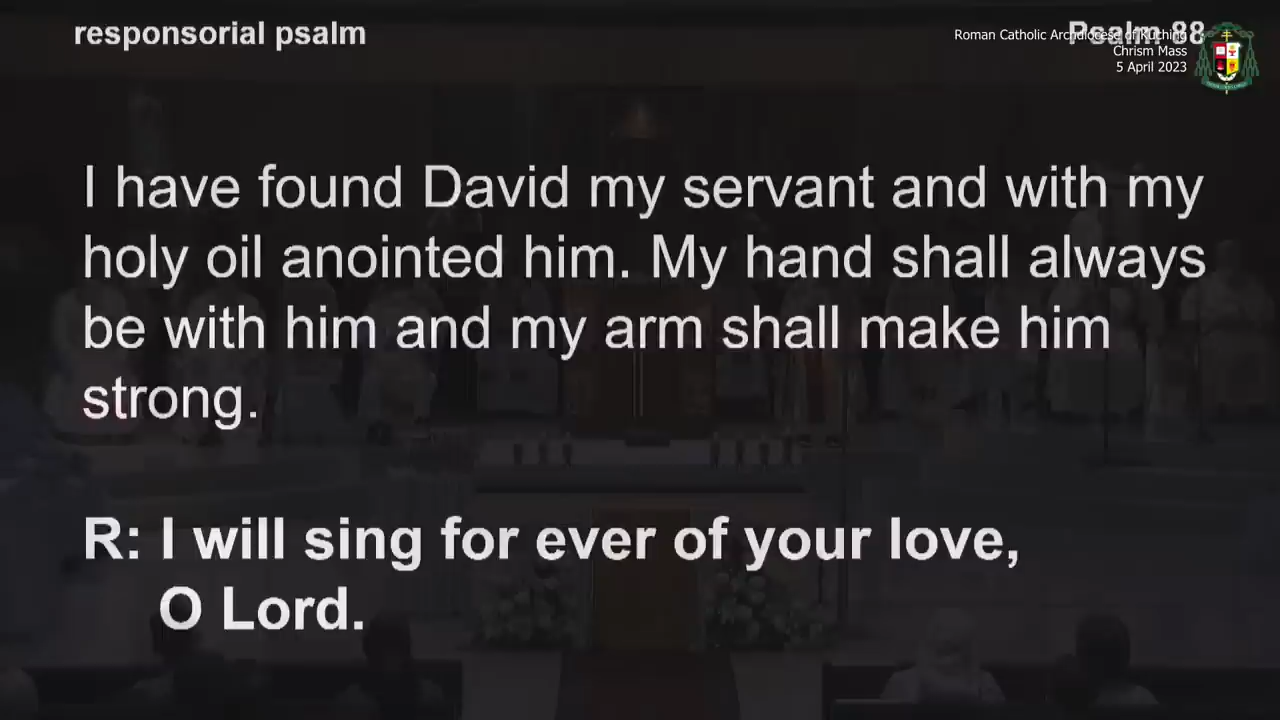 responsorial psalm
Psalm 88
Roman Catholic Archdiocese of Kuching
Chrism Mass
5 April 2023
I have found David my servant and with my
holy oil anointed him. My hand shall always
be with him and my arm shall make him
strong.
R: I will sing for ever of your love,
O Lord.